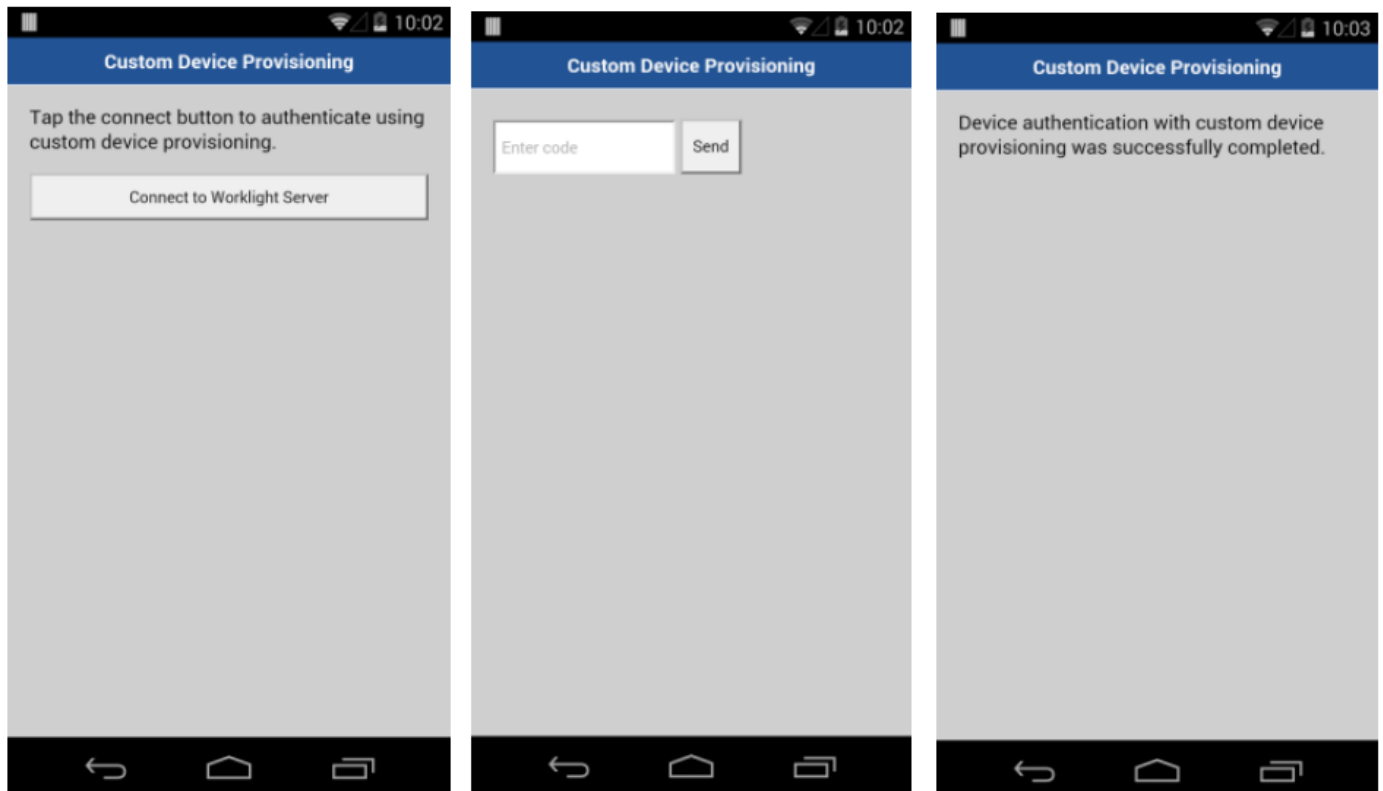 10:02
Custom Device Provisioning
Tap the connect button to authenticate using
custom device provisioning.
Connect to Worklight Server
10:02
Custom Device Provisioning
Enter code
Send
10:03
Custom Device Provisioning
Device authentication with custom device
provisioning was successfully completed.